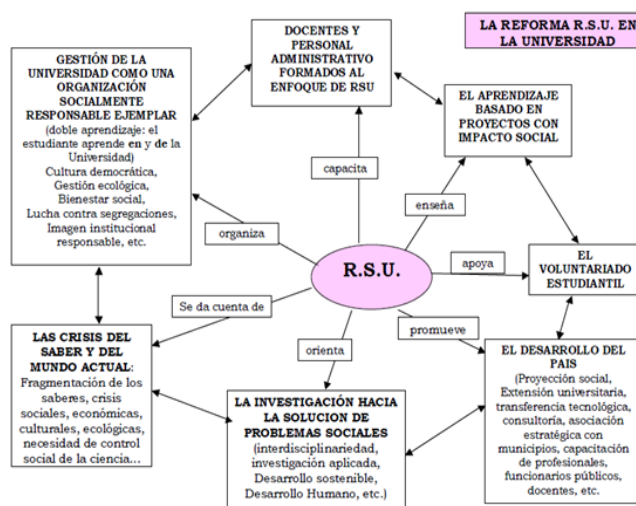 LA REFORMA R.S.U. EN
LA UNIVERSIDAD
GESTIÓN DE LA
UNIVERSIDAD COMO UNA
ORGANIZACIÓN
SOCIALMENTE
RESPONSABLE EJEMPLAR
(doble aprendizaje: el
estudiante aprende en y de la
Universidad)
Cultura democrática,
Gestión ecológica,
Bienestar social,
Lucha contra segregaciones,
Imagen institucional
responsable, etc.
DOCENTES Y
PERSONAL
ADMINISTRATIVO
FORMADOS AL
ENFOQUE DE RSU
EL APRENDIZAJE
BASADO EN
PROYECTOS CON
IMPACTO SOCIAL
capacita
enseña
organiza
R.S.U.
apoya
EL
VOLUNTARIADO
ESTUDIANTIL
Se da cuenta de
orienta
promueve
LAS CRISIS DEL
SABER Y DEL
MUNDO ACTUAL:
Fragmentación de los
saberes, crisis
sociales, económicas,
culturales, ecológicas,
necesidad de control
social de la ciencia...
LA INVESTIGACIÓN HACIA
LA SOLUCION DE
PROBLEMAS SOCIALES
(interdisciplinariedad,
investigación aplicada,
Desarrollo sostenible,
Desarrollo Humano, etc.)
EL DESARROLLO DEL
PAIS
(Proyección social,
Extensión universitaria,
transferencia tecnológica,
consultoría, asociación
estratégica con
municipios, capacitación
de profesionales,
funcionarios públicos,
docentes, etc.